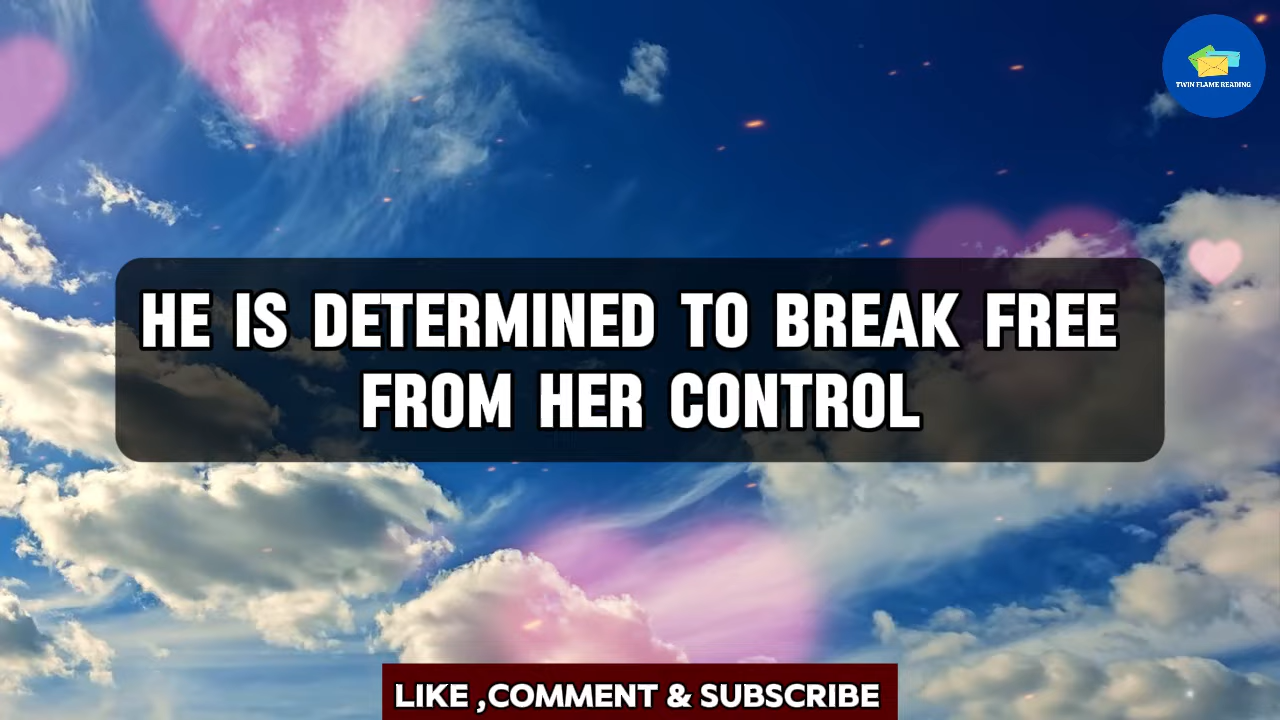 TWIN FLAME READING
HE IS DETERMINED TO BREAK FREE
FROM HER CONTROL
LIKE ,COMMENT & SUBSCRIBE